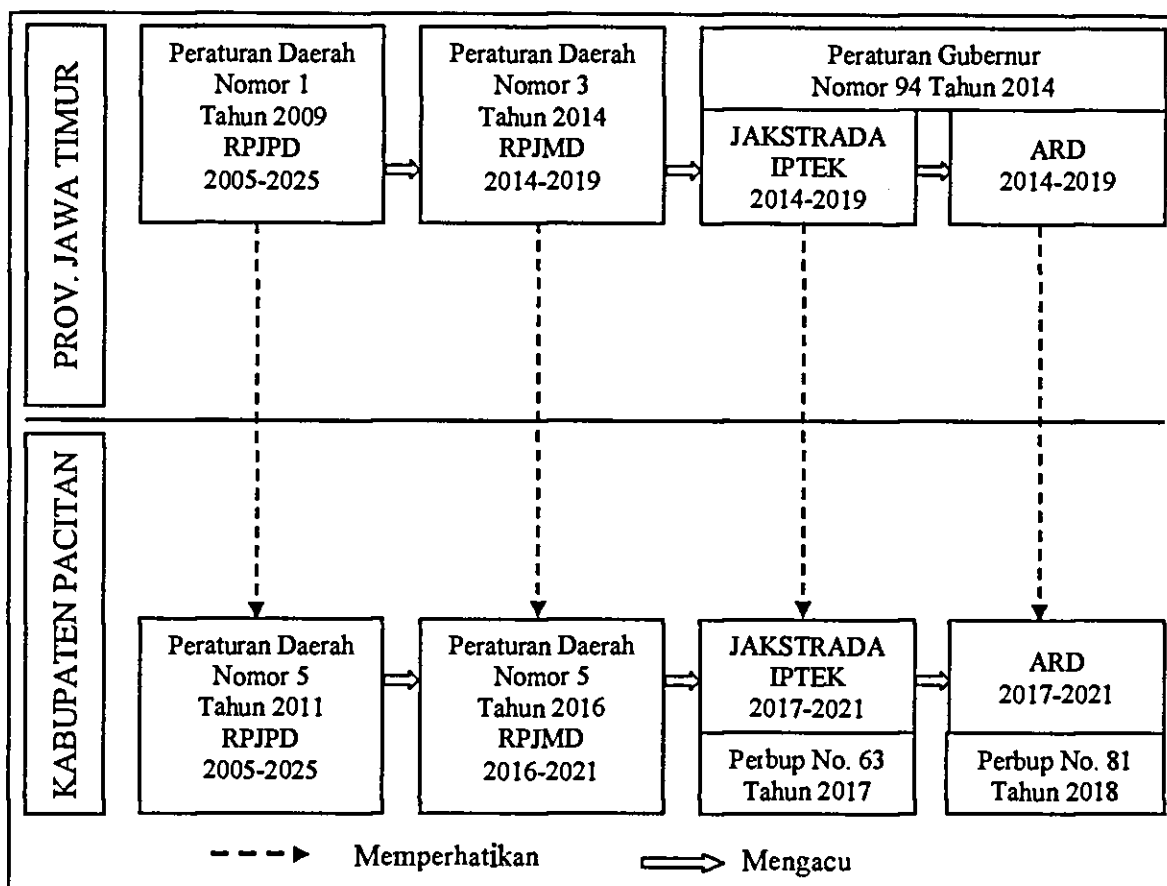 PROV. JAWA TIMUR
Peraturan Daerah
Nomor 1
Tahun 2009
RPJPD
2005-2025
Peraturan Daerah
Nomor 3
Tahun 2014
RPJMD
2014-2019
Peraturan Gubernur
Nomor 94 Tahun 2014
JAKSTRADA
IPTEK
2014-2019
ARD
2014-2019
KABUPATEN PACITAN
Peraturan Daerah
Nomor 5
Tahun 2011
RPJPD
2005-2025
Peraturan Daerah
Nomor 5
Tahun 2016
RPJMD
2016-2021
JAKSTRADA
IPTEK
2017-2021
Perbup No. 63
Tahun 2017
ARD
2017-2021
Perbup No. 81
Tahun 2018
Memperhatikan
Mengacu